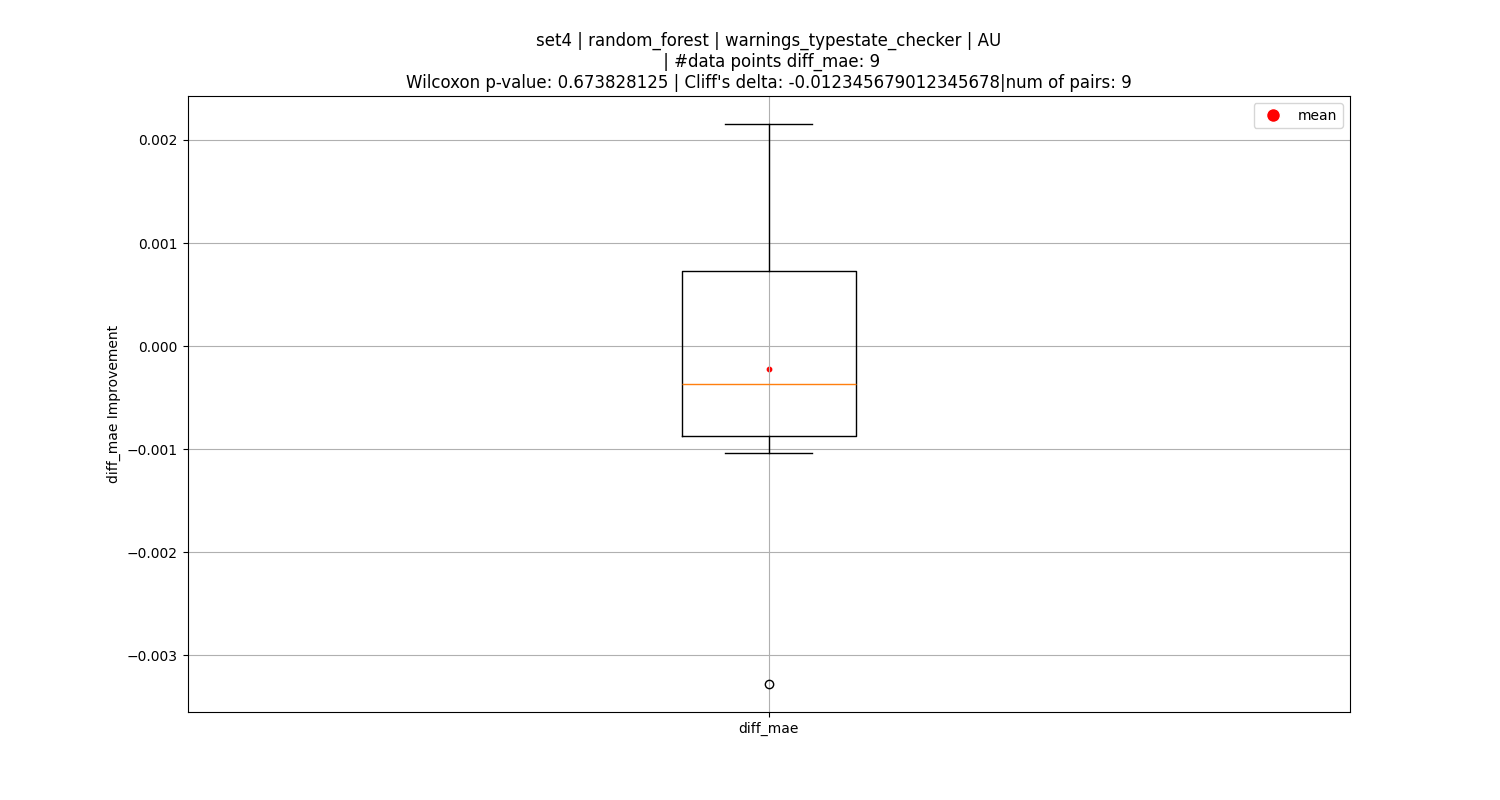 set4 | random_forest | warnings_typestate_checker | AU
| #data points diff_mae: 9
Wilcoxon p-value: 0.673828125 | Cliff's delta: -0.012345679012345678|num of pairs: 9
mean
0.002
0.001
0.000
−0.001
−0.002
−0.003
diff_mae Improvement
diff_mae